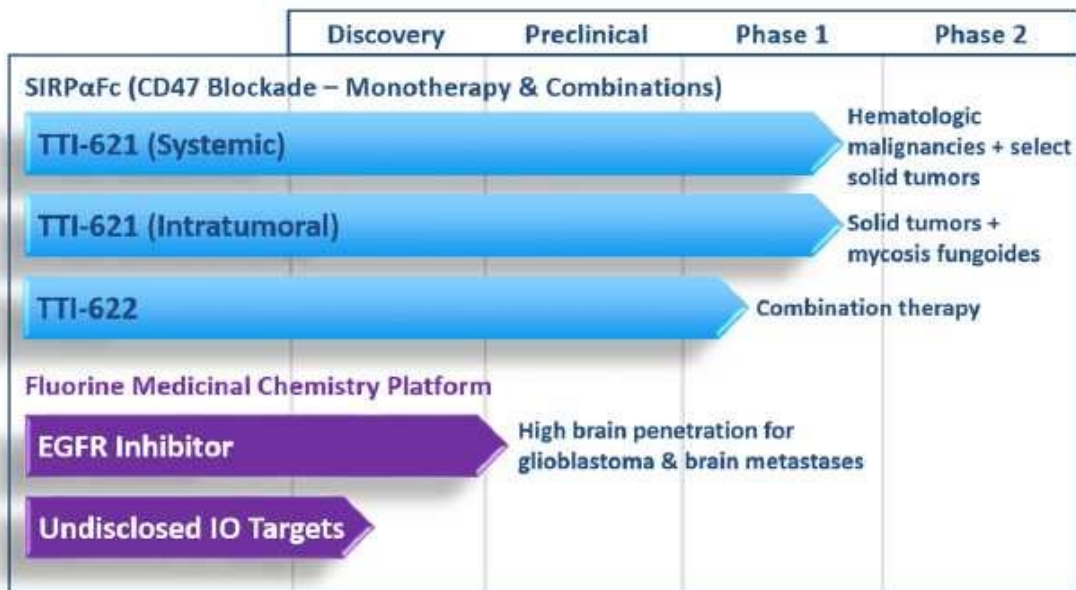 Discovery Preclinical Phase 1 Phase 2
SIRPαFc (CD47 Blockade – Monotherapy & Combinations)
TTI-621 (Systemic)
Hematologic
malignancies + select
solid tumors
TTI-621 (Intratumoral)
Solid tumors +
mycosis fungoides
TTI-622
Combination therapy
Fluorine Medicinal Chemistry Platform
EGFR Inhibitor
High brain penetration for
glioblastoma & brain metastases
Undisclosed IO Targets